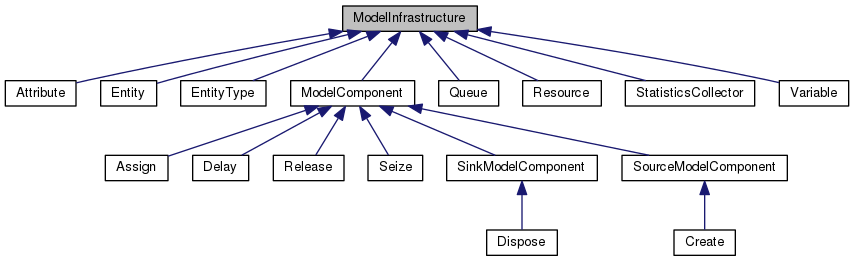 ModelInfrastructure
Attribute
Entity
EntityType
ModelComponent
Queue
Resource
StatisticsCollector
Variable
Assign
Delay
Release
Seize
SinkModelComponent
SourceModelComponent
Dispose
Create